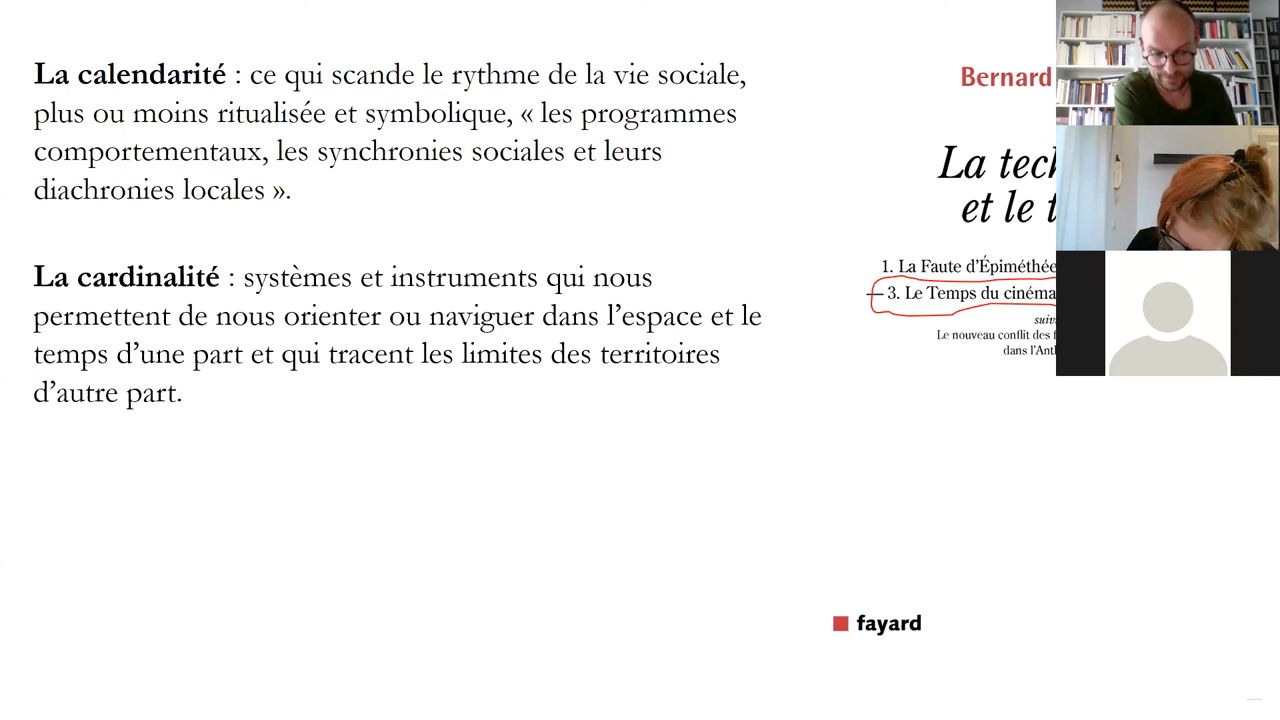 La calendarité : ce qui scande le rythme de la vie sociale,
plus ou moins ritualisée et symbolique, « les programmes
comportementaux, les synchronies sociales et leurs
diachronies locales ».
La cardinalité : systèmes et instruments qui nous
permettent de nous orienter ou naviguer dans l’espace et le
temps d’une part et qui tracent les limites des territoires
d’autre part.
Bernard
La
et le
1. La Faute d’Épiméthée
3. Le Temps du cinéma
Le nouveau conflit des
dans
fayard